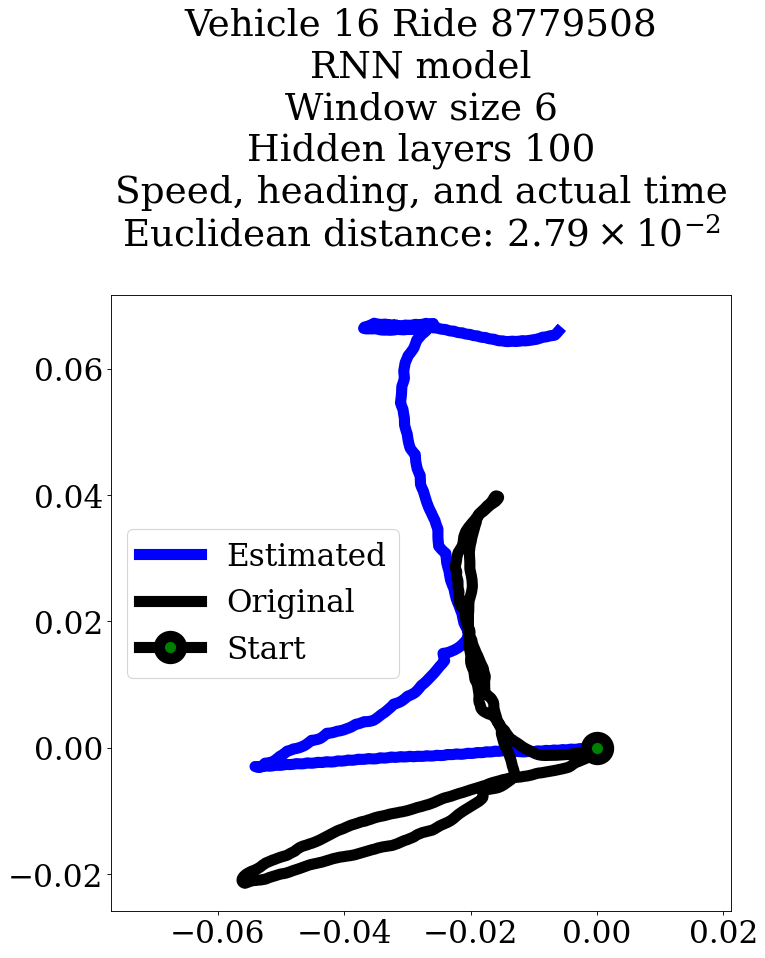 Vehicle 16 Ride 8779508
RNN model
Window size 6
Hidden layers 100
Speed, heading, and actual time
Euclidean distance: 2.79 × 10⁻²
0.06
0.04
0.02
0.00
−0.02
Estimated
Original
Start
−0.06
−0.04
−0.02
0.00
0.02